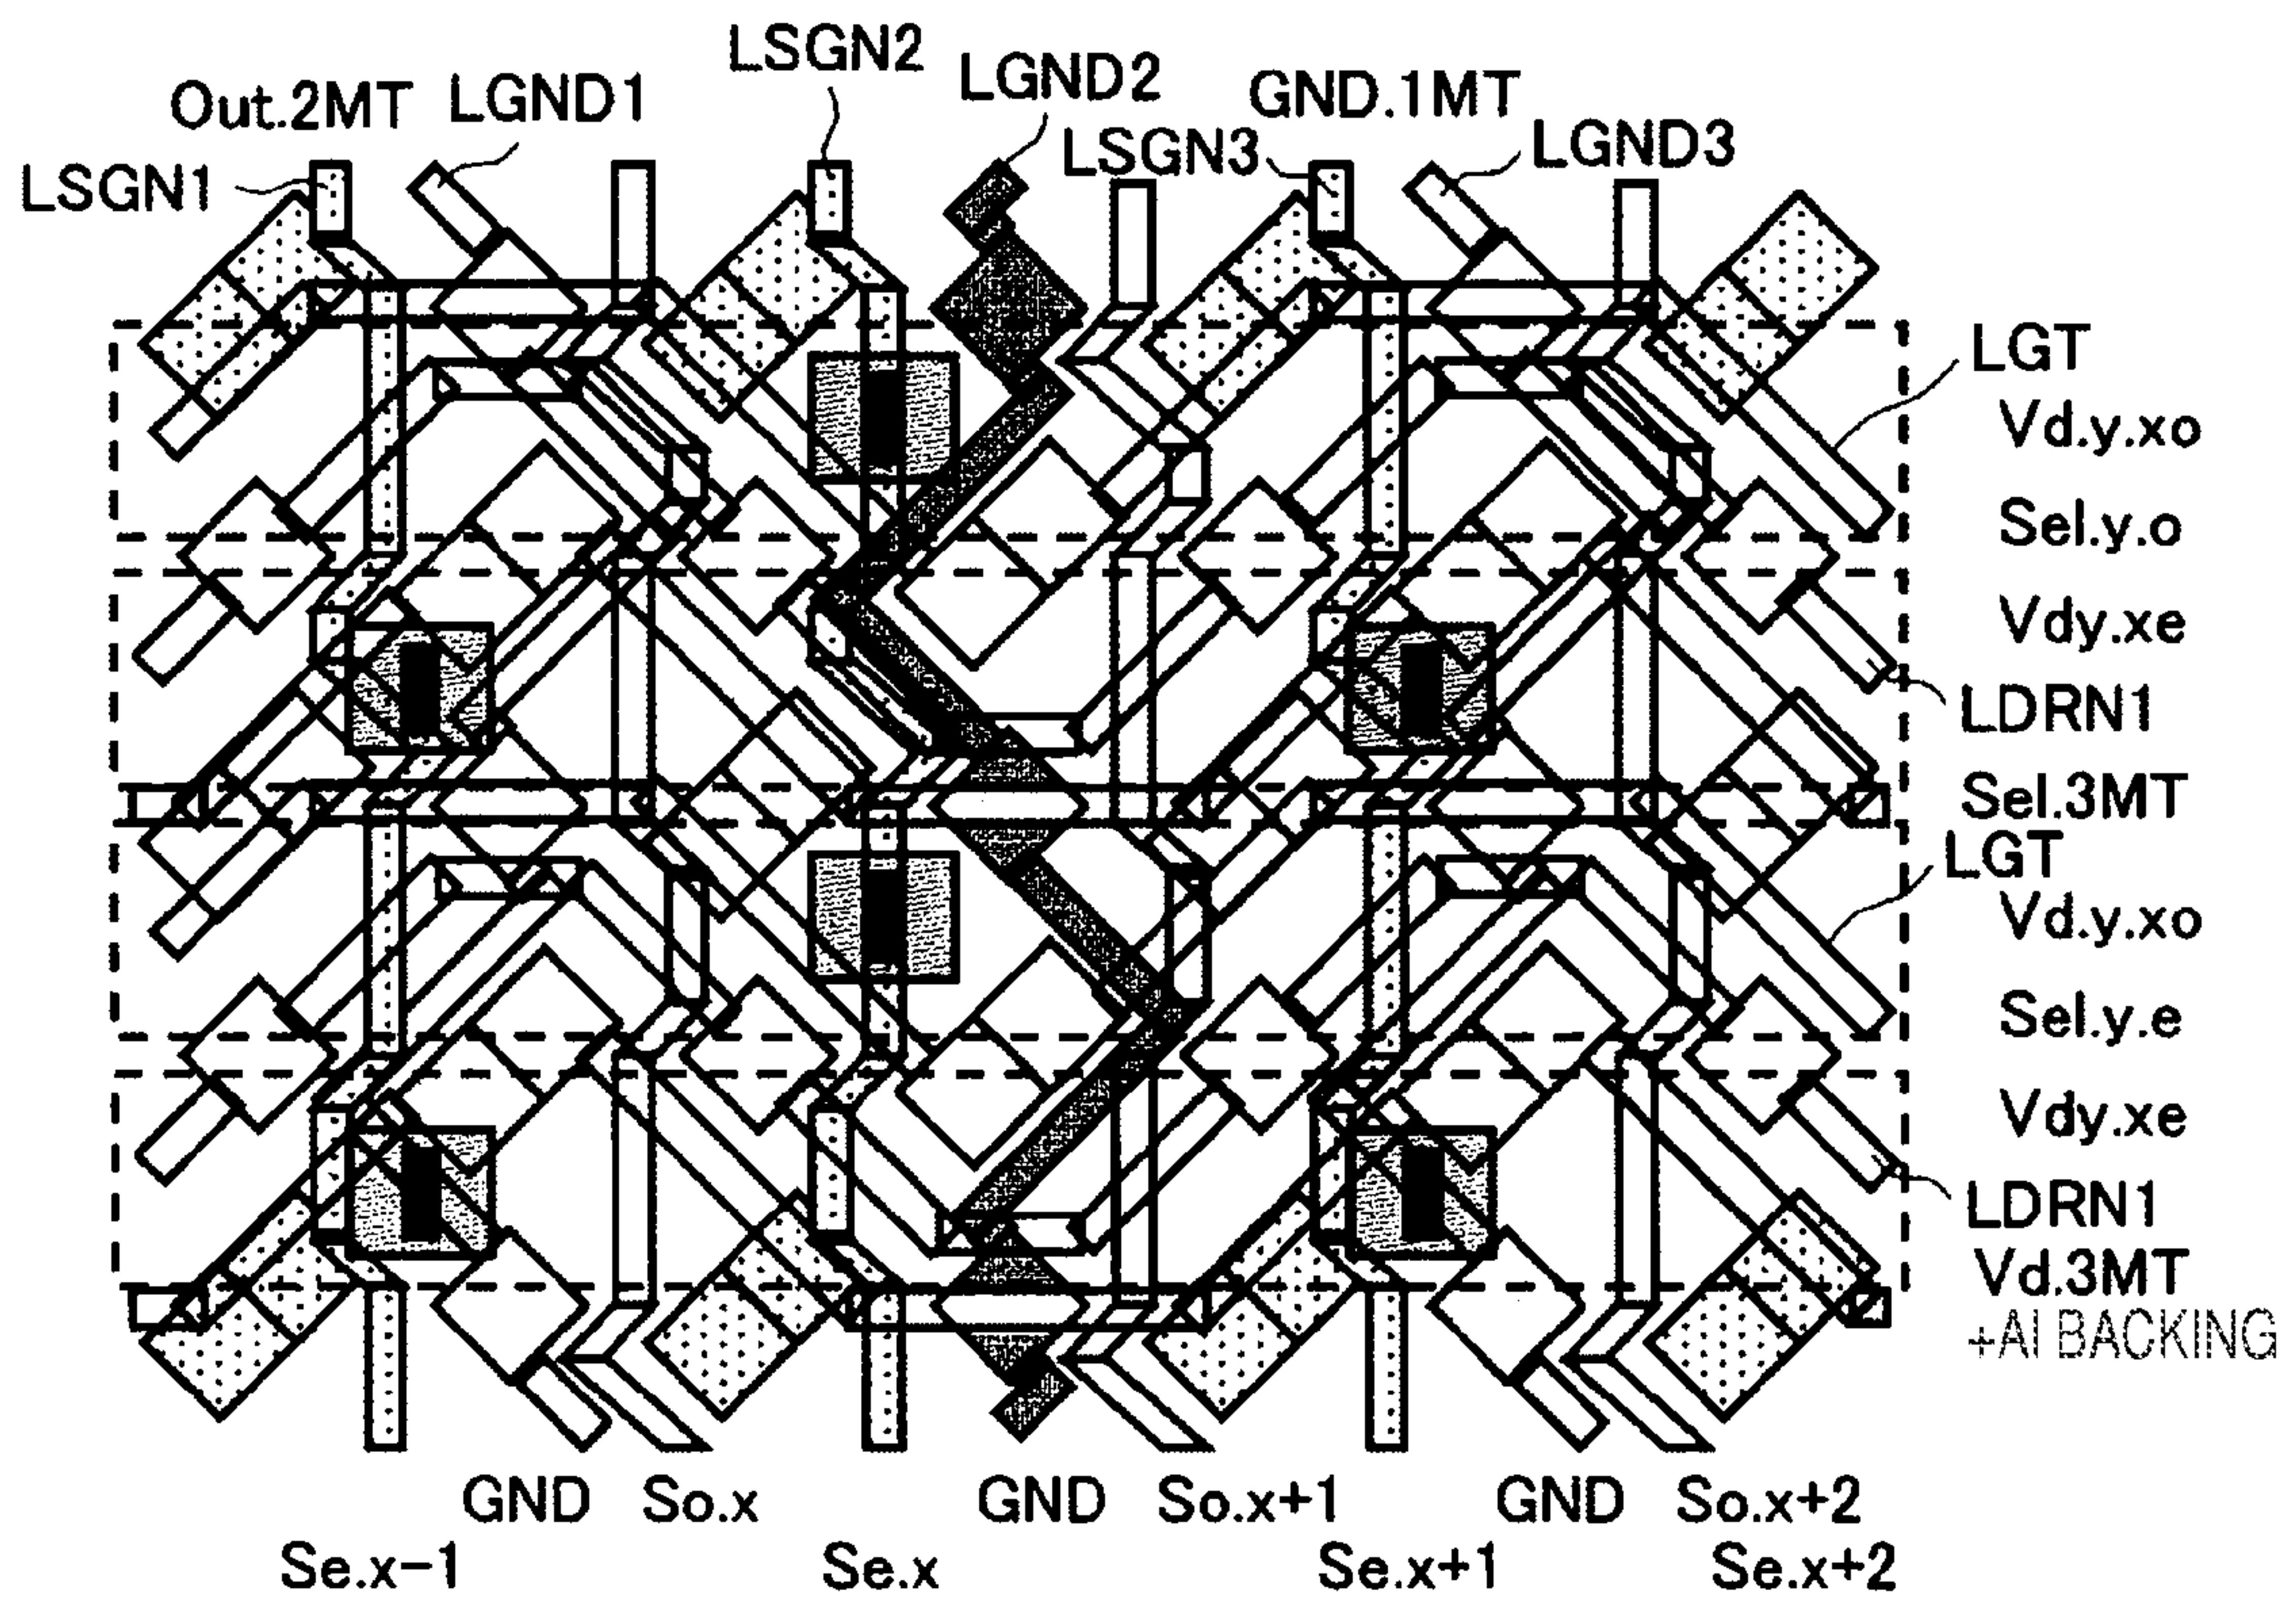 LSGN2
LGND2
GND.1MT
Out.2MT
LGND1
LSGN3
LGND3
LSGN1
LGT
Vd.y.xo
Sel.y.o
Vdy.xe
LDRN1
Sel.3MT
LGT
Vd.y.xo
Sel.y.e
Vdy.xe
LDRN1
Vd.3MT
+Al BACKING
GND So.x GND So.x+1 GND So.x+2
Se.x-1 Se.x Se.x+1 Se.x+2